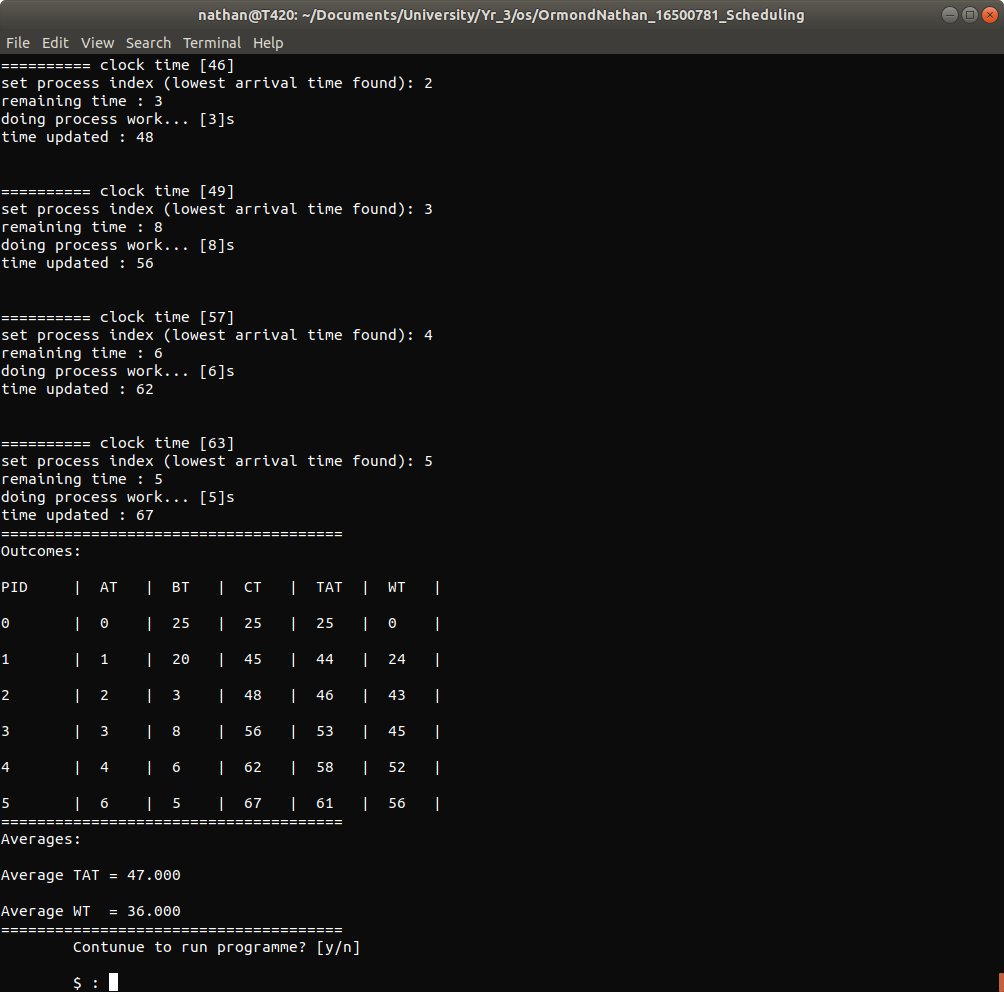 nathan@T420: ~/Documents/University/Yr_3/os/OrmondNathan_16500781_Scheduling
File Edit View Search Terminal Help
========== clock time [46]
set process index (lowest arrival time found): 2
remaining time : 3
doing process work... [3]s
time updated : 48
========== clock time [49]
set process index (lowest arrival time found): 3
remaining time : 8
doing process work... [8]s
time updated : 56
========== clock time [57]
set process index (lowest arrival time found): 4
remaining time : 6
doing process work... [6]s
time updated : 62
========== clock time [63]
set process index (lowest arrival time found): 5
remaining time : 5
doing process work... [5]s
time updated : 67
======================================
Outcomes:
PID | AT | BT | CT | TAT | WT |
0 | 0 | 25 | 25 | 25 | 0 |
1 | 1 | 20 | 45 | 44 | 24 |
2 | 2 | 3 | 48 | 46 | 43 |
3 | 3 | 8 | 56 | 53 | 45 |
4 | 4 | 6 | 62 | 58 | 52 |
5 | 6 | 5 | 67 | 61 | 56 |
======================================
Averages:
Average TAT = 47.000
Average WT = 36.000
======================================
Contunue to run programme? [y/n]
$ :